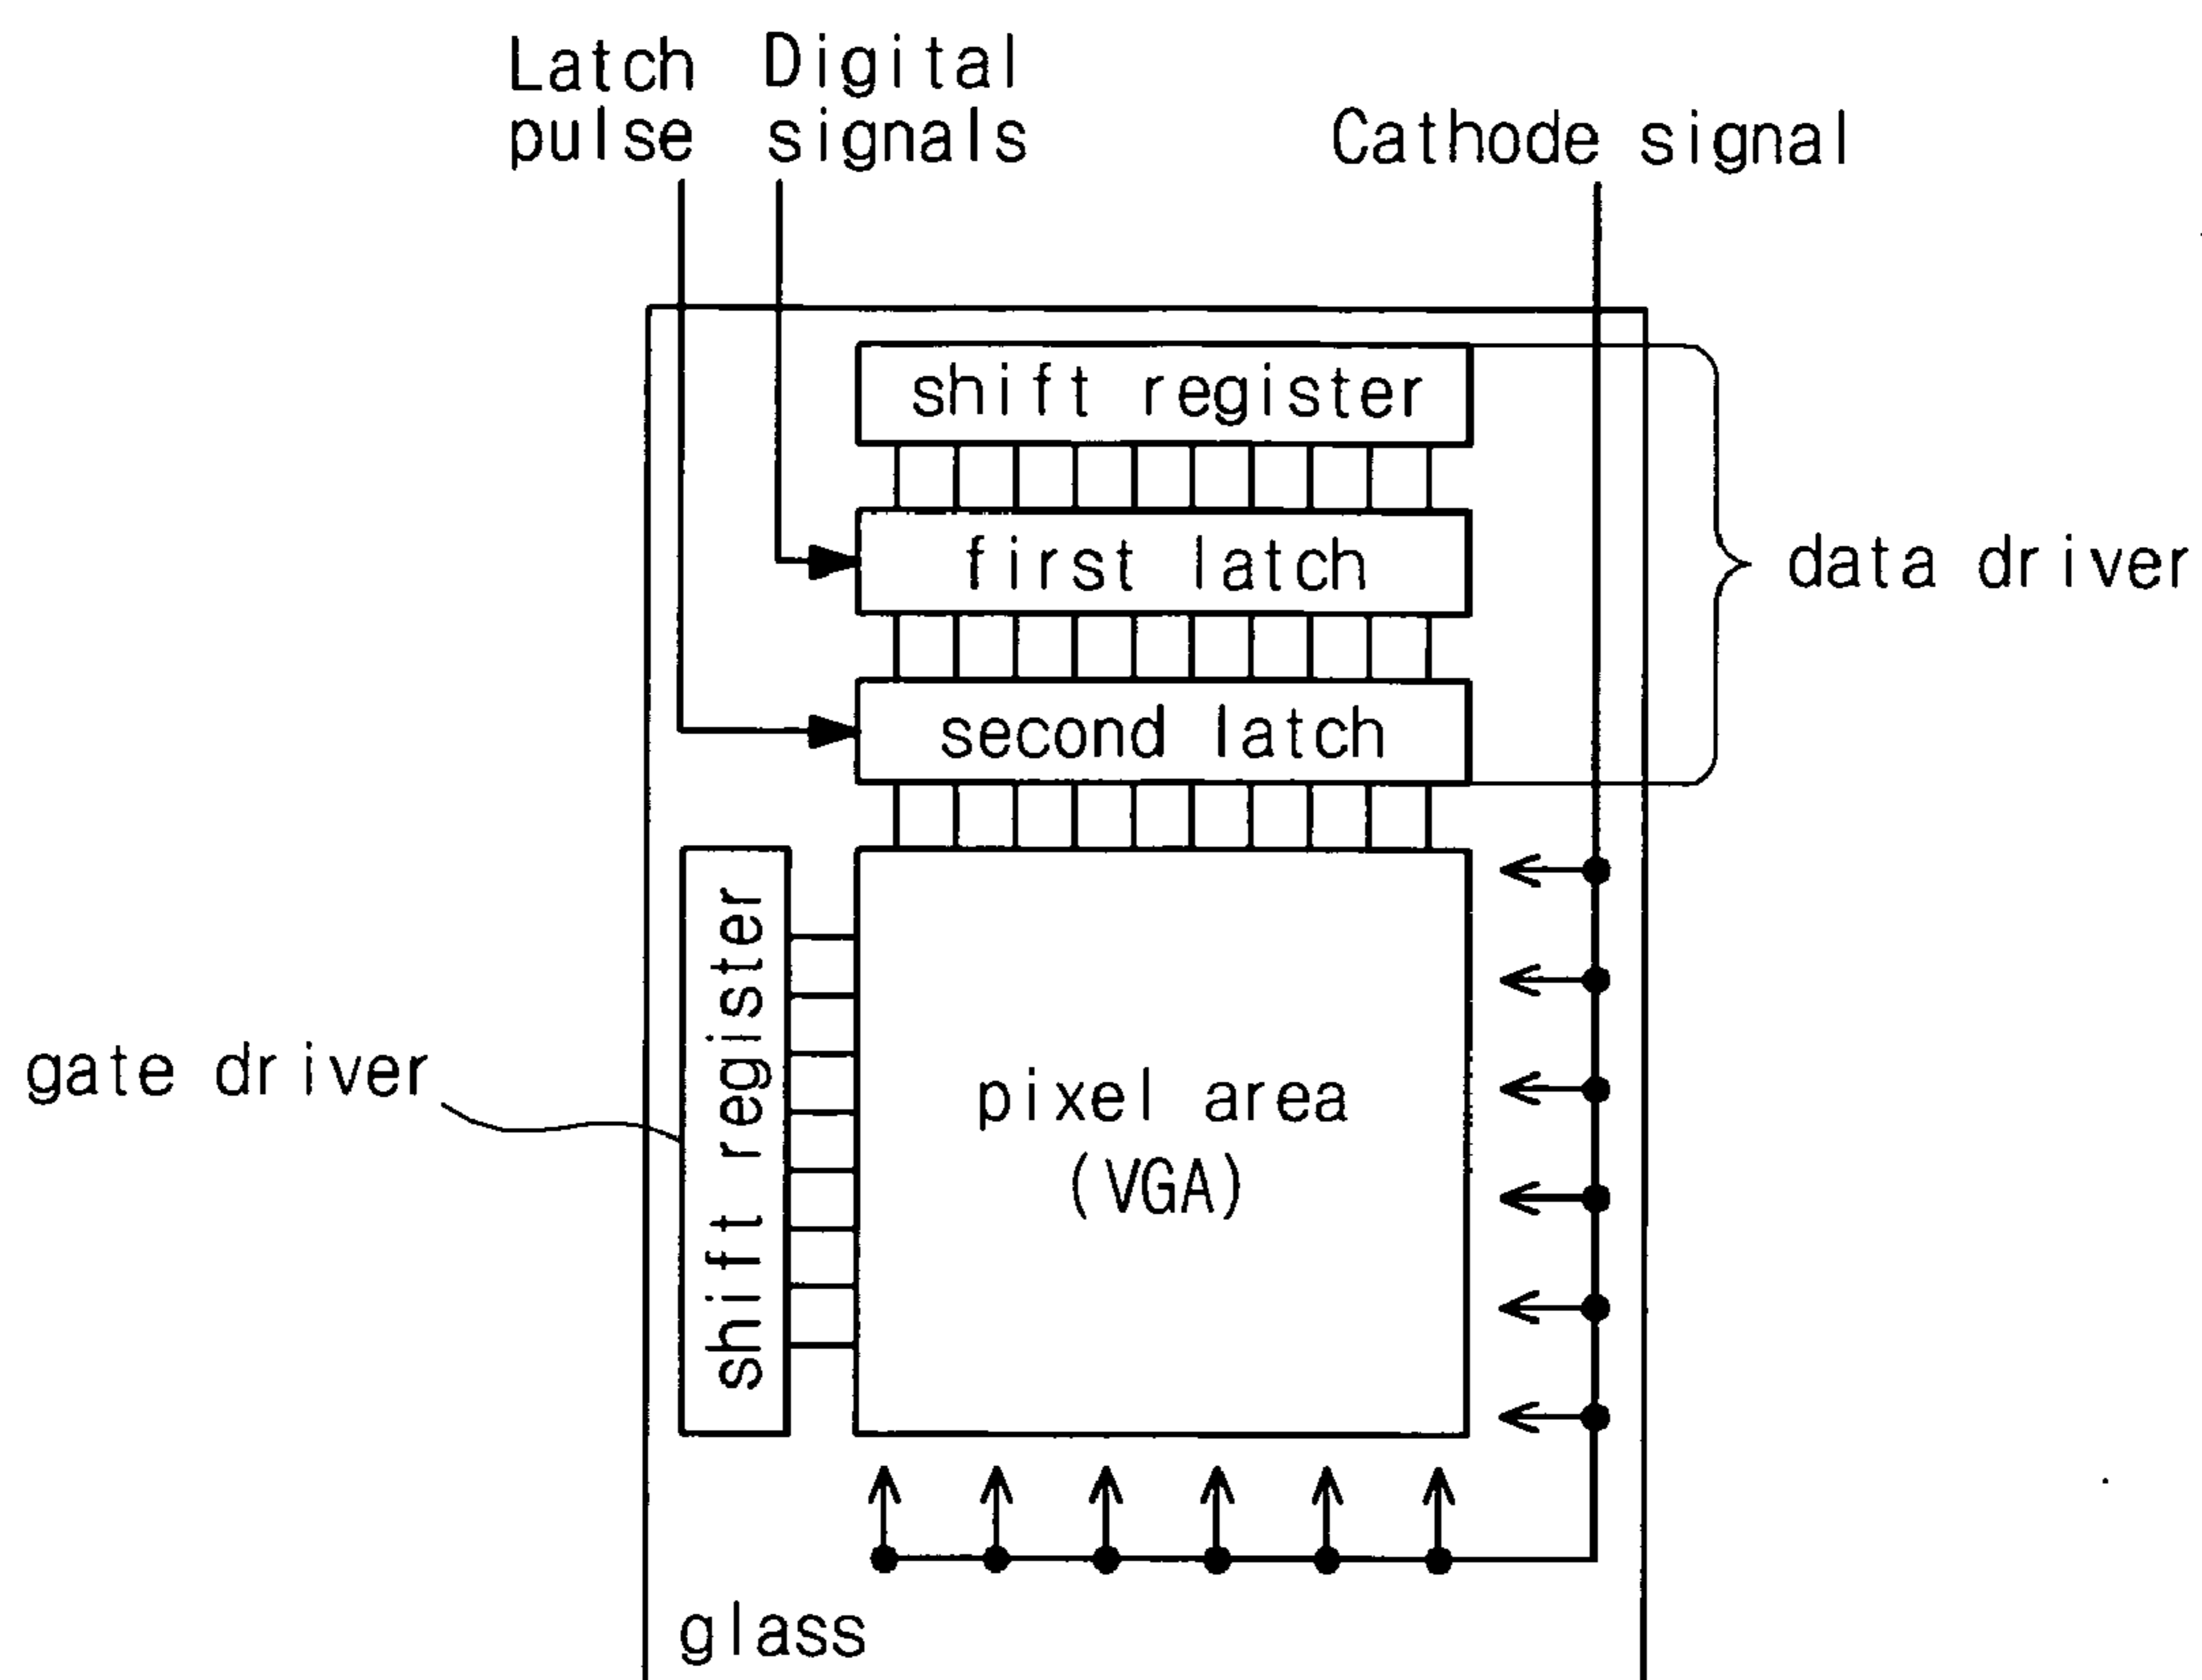 Latch
pulse
Digital
signals
Cathode signal
shift register
first latch
data driver
second latch
shift register
gate driver
pixel area
(VGA)
glass